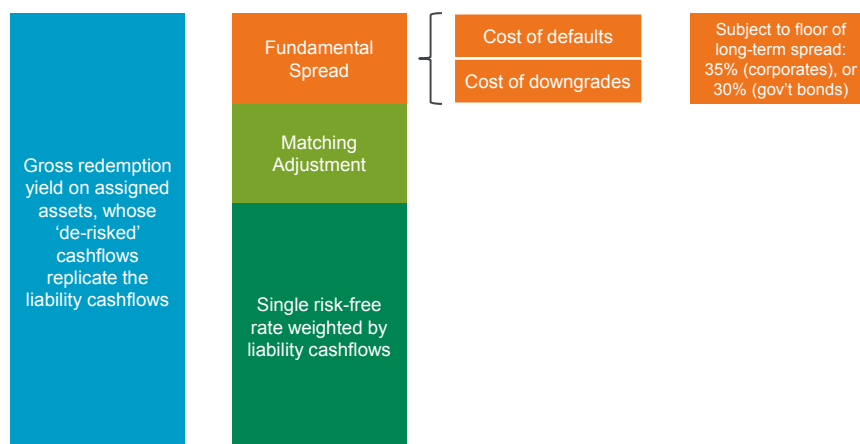 Gross redemption
yield on assigned
assets, whose
‘de-risked’
cashflows
replicate the
liability cashflows
Fundamental
Spread
Matching
Adjustment
Single risk-free
rate weighted by
liability cashflows
Cost of defaults
Cost of downgrades
Subject to floor of
long-term spread:
35% (corporates), or
30% (gov’t bonds)